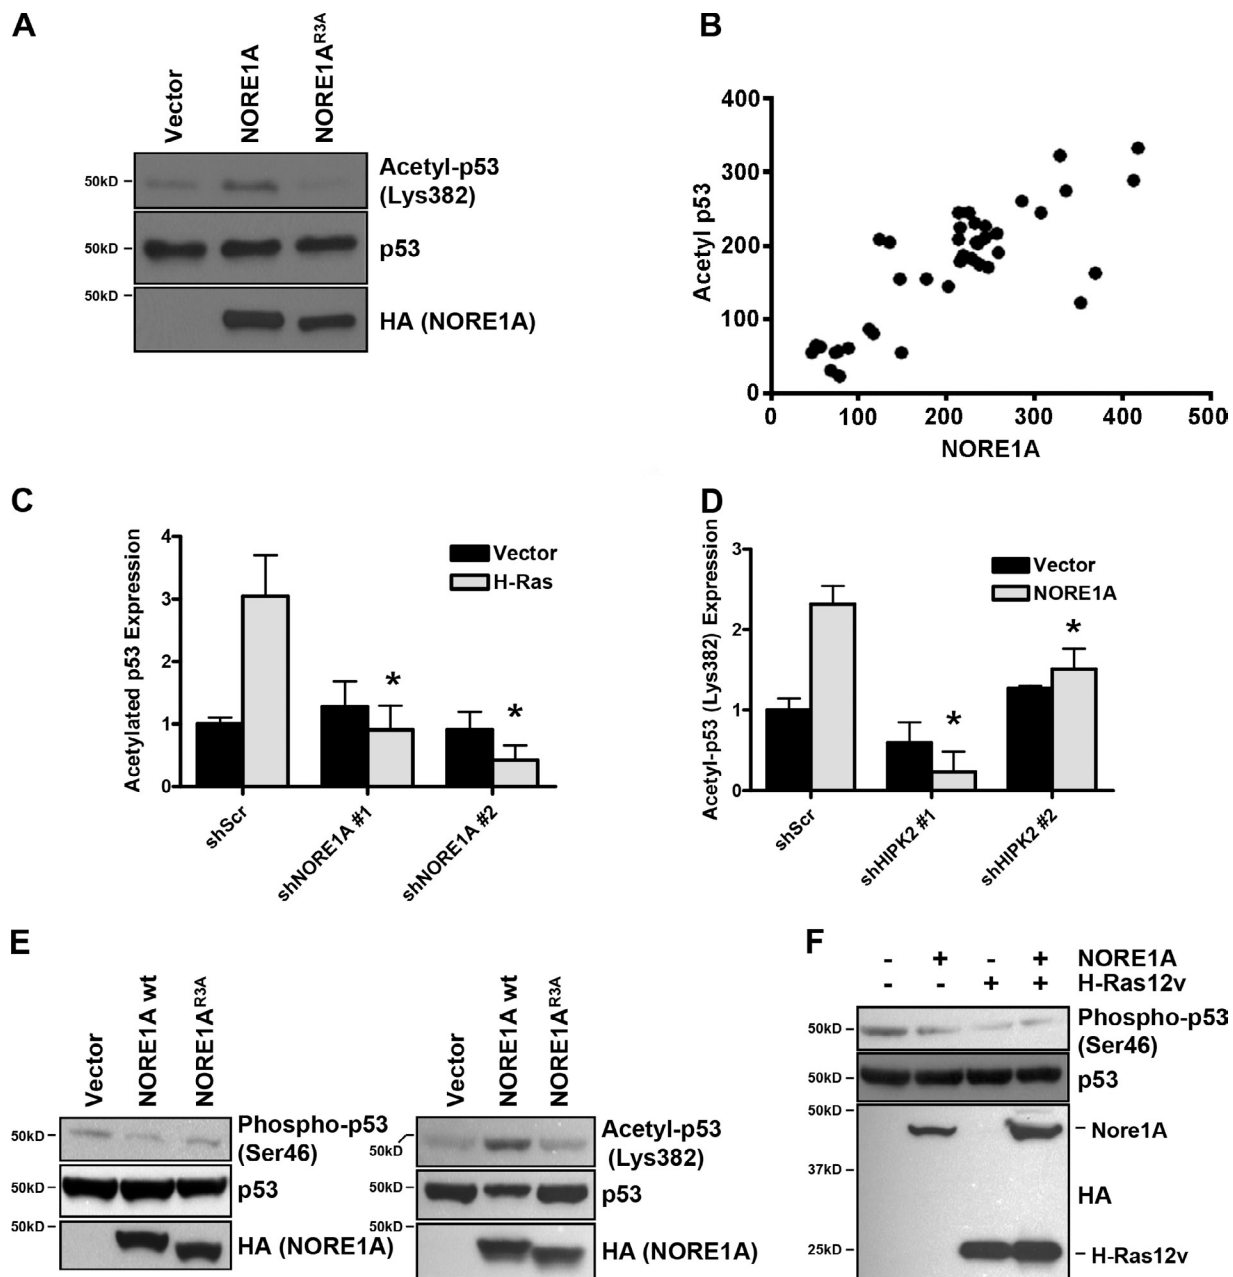 A
Vector
NORE1A
NORE1A^R3A
50kD
Acetyl-p53
(Lys382)
50kD
p53
50kD
HA (NORE1A)
B
400
300
200
100
0
Acetyl p53
0 100 200 300 400 500
NORE1A
C
4
3
2
1
0
Acetylated p53 Expression
Vector
H-Ras
*
*
shScr
shNORE1A #1
shNORE1A #2
D
3
2
1
0
Acetyl-p53 (Lys382) Expression
Vector
NORE1A
*
*
shScr
shHIPK2 #1
shHIPK2 #2
E
Vector
NORE1A wt
NORE1A^R3A
50kD
Phospho-p53
(Ser46)
50kD
p53
50kD
HA (NORE1A)
Vector
NORE1A wt
NORE1A^R3A
50kD
Acetyl-p53
(Lys382)
50kD
p53
50kD
HA (NORE1A)
F
- + - + NORE1A
- - + + H-Ras12v
50kD
Phospho-p53
(Ser46)
50kD
p53
50kD
Nore1A
37kD
HA
25kD
H-Ras12v